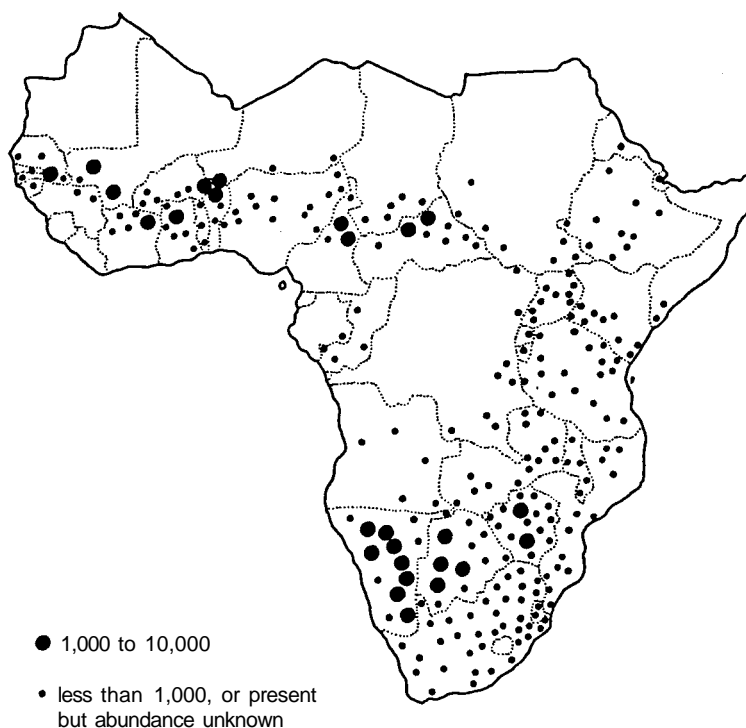 1,000 to 10,000
less than 1,000, or present
but abundance unknown